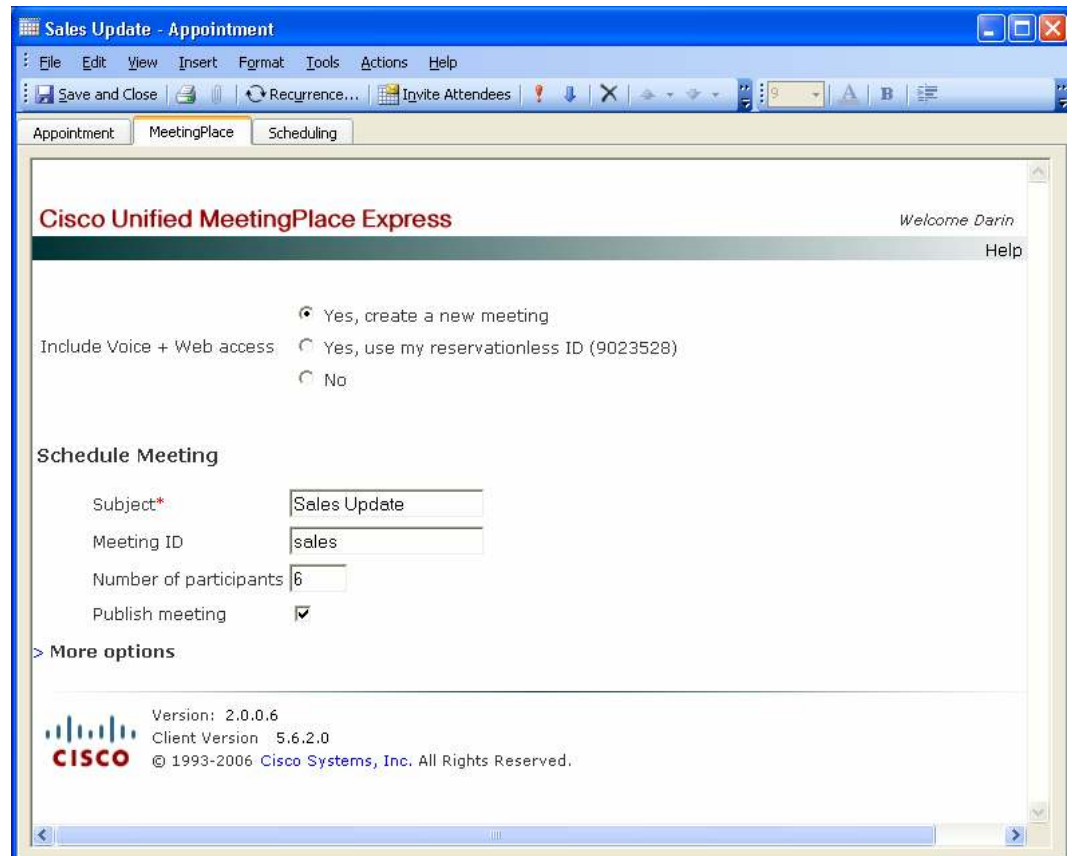 Sales Update - Appointment
File Edit View Insert Format Tools Actions Help
Save and Close Recurrence... Invite Attendees 9 A B
Appointment MeetingPlace Scheduling
Cisco Unified MeetingPlace Express Welcome Darin
Help
Yes, create a new meeting
Include Voice + Web access Yes, use my reservationless ID (9023528)
No
Schedule Meeting
Subject* Sales Update
Meeting ID sales
Number of participants 6
Publish meeting
> More options
Version: 2.0.0.6
Client Version 5.6.2.0
CISCO © 1993-2006 Cisco Systems, Inc. All Rights Reserved.